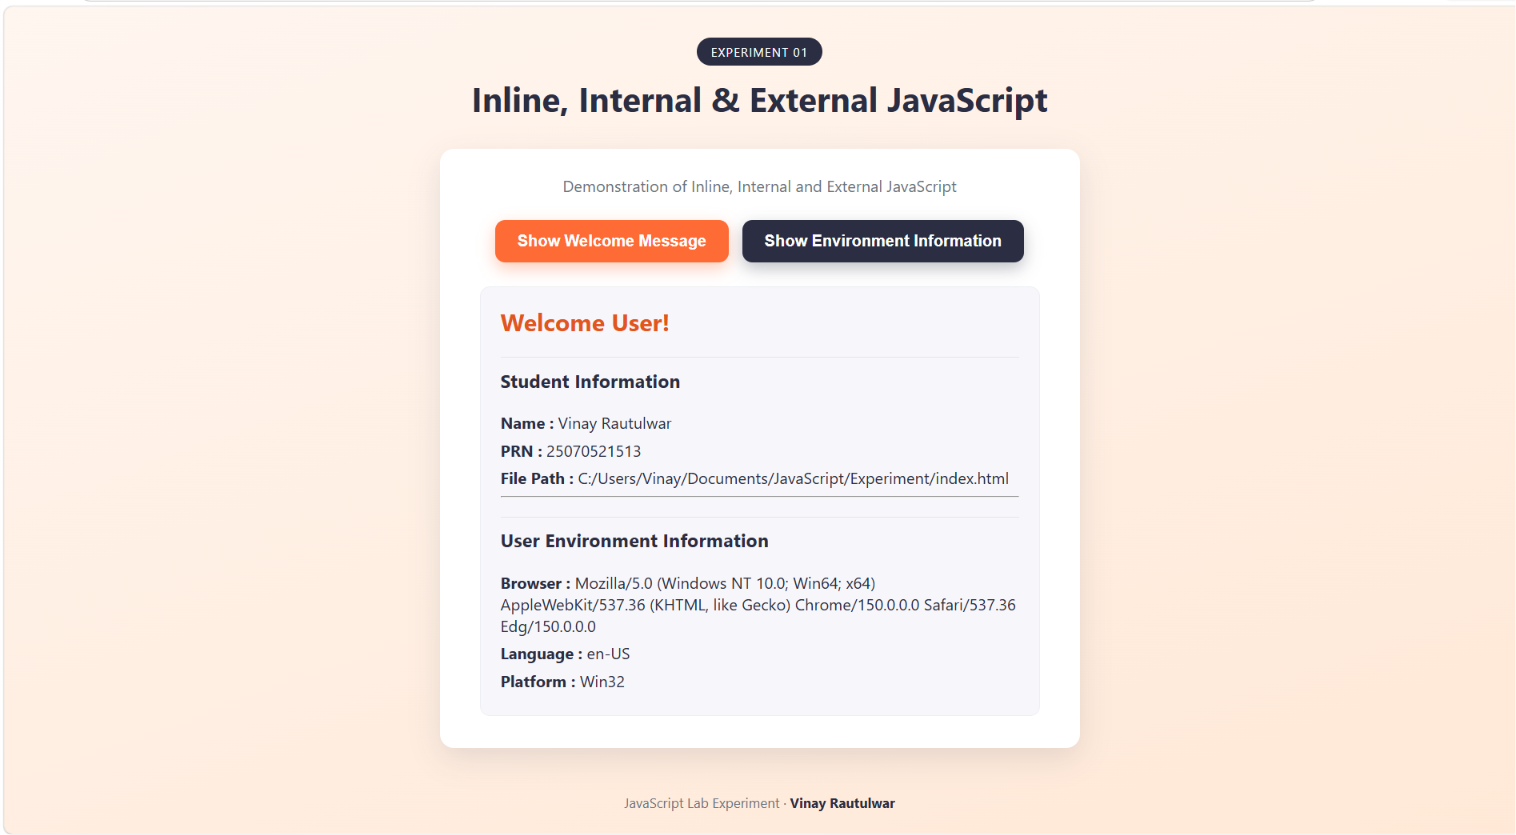 EXPERIMENT 01
Inline, Internal & External JavaScript
Demonstration of Inline, Internal and External JavaScript
Show Welcome Message
Show Environment Information
Welcome User!
Student Information
Name : Vinay Rautulwar
PRN : 25070521513
File Path : C:/Users/Vinay/Documents/JavaScript/Experiment/index.html
User Environment Information
Browser : Mozilla/5.0 (Windows NT 10.0; Win64; x64)
AppleWebKit/537.36 (KHTML, like Gecko) Chrome/150.0.0.0 Safari/537.36
Edg/150.0.0.0
Language : en-US
Platform : Win32
JavaScript Lab Experiment · Vinay Rautulwar